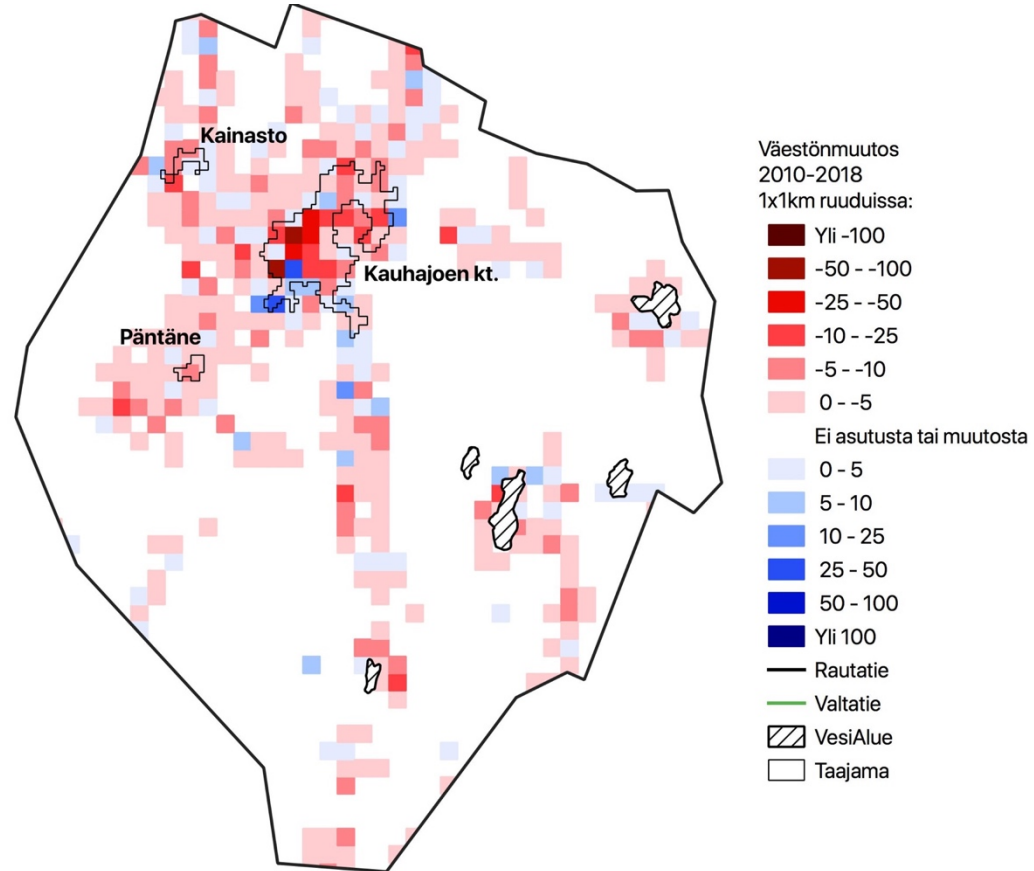 Kainasto
Kauhajoen kt.
Päntäne
Väestönmuutos
2010-2018
1x1km ruuduissa:
Yli -100
-50 - -100
-25 - -50
-10 - -25
-5 - -10
0 - -5
Ei asutusta tai muutosta
0 - 5
5 - 10
10 - 25
25 - 50
50 - 100
Yli 100
Rautatie
Valtatie
VesiAlue
Taajama